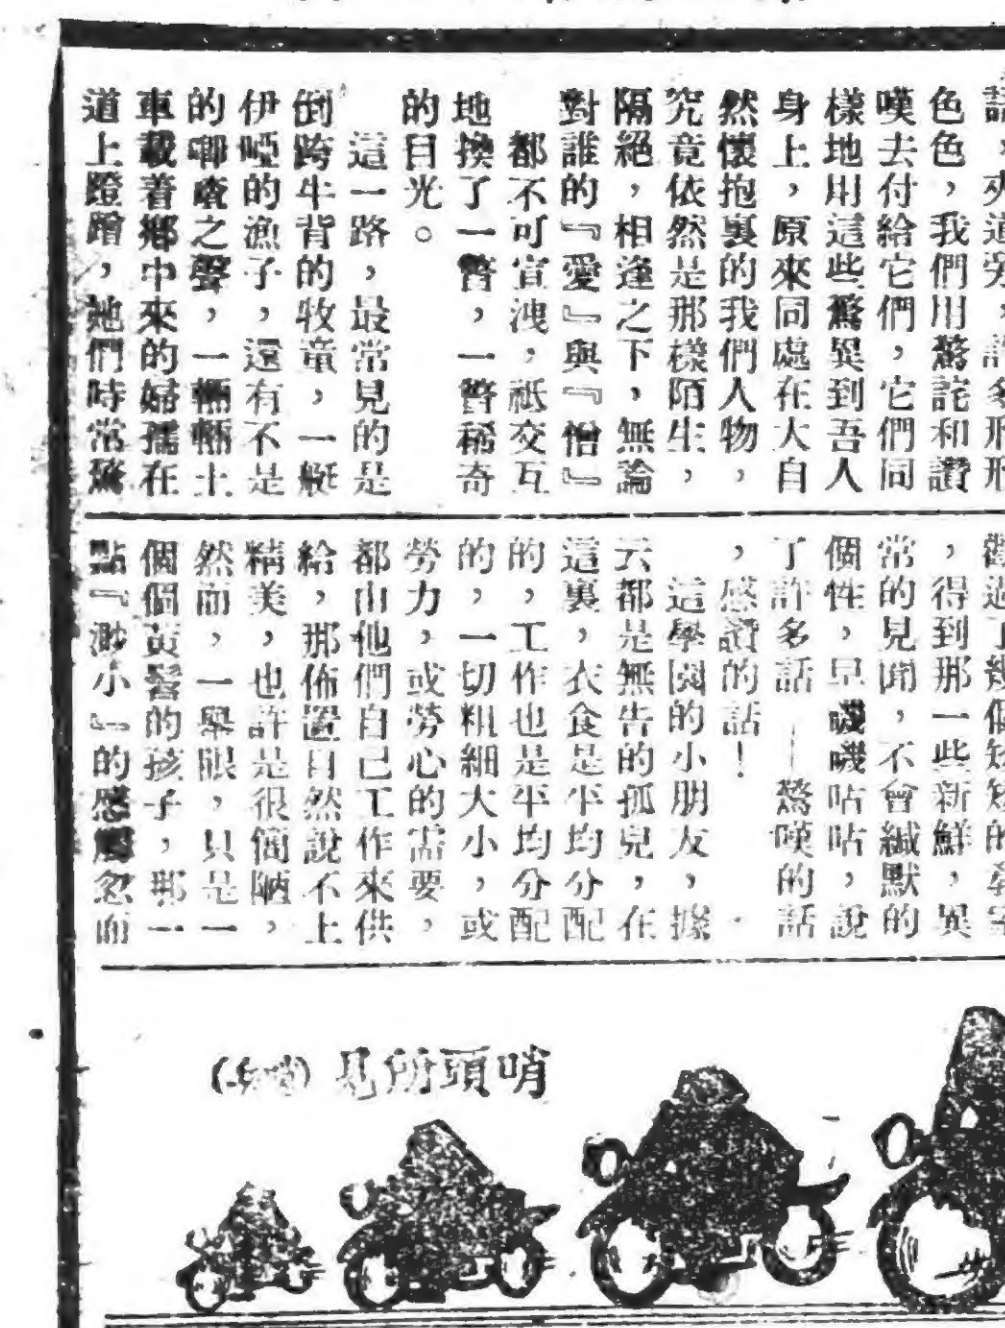 色色，我們用驚詫和讚
嘆去付給它們，它們同
樣地用這些驚異到吾人
身上，原來同處在大自
然懷抱裏的我們人物，
究竟依然是那樣陌生，
隔絕，相逢之下，無論
對誰的『愛』與『憎』
都不可宣洩，祇交互
地換了一瞥，一瞥稀奇
的目光。
這一路，最常見的是
倒跨牛背的牧童，一艇
伊啞的漁子，還有不是
的唧喳之聲，一輛輛土
車載着鄉中來的婦孺在
道上蹬蹭，她們時常驚
，得到那一些新鮮，異
常的見聞，不會緘默的
個性，早磯磯咕咕，說
了許多話——驚嘆的話
，感讚的話！
這學園的小朋友，據
云都是無告的孤兒，在
這裏，衣食是平均分配
的，工作也是平均分配
的，一切粗細大小，或
勞力，或勞心的需要，
都由他們自己工作來供
給，那佈置自然說不上
精美，也許是很簡陋，
然而，一舉眼，只是一
個個黃髫的孩子，那一
點『渺小』的感觸忽而
哨頭所見